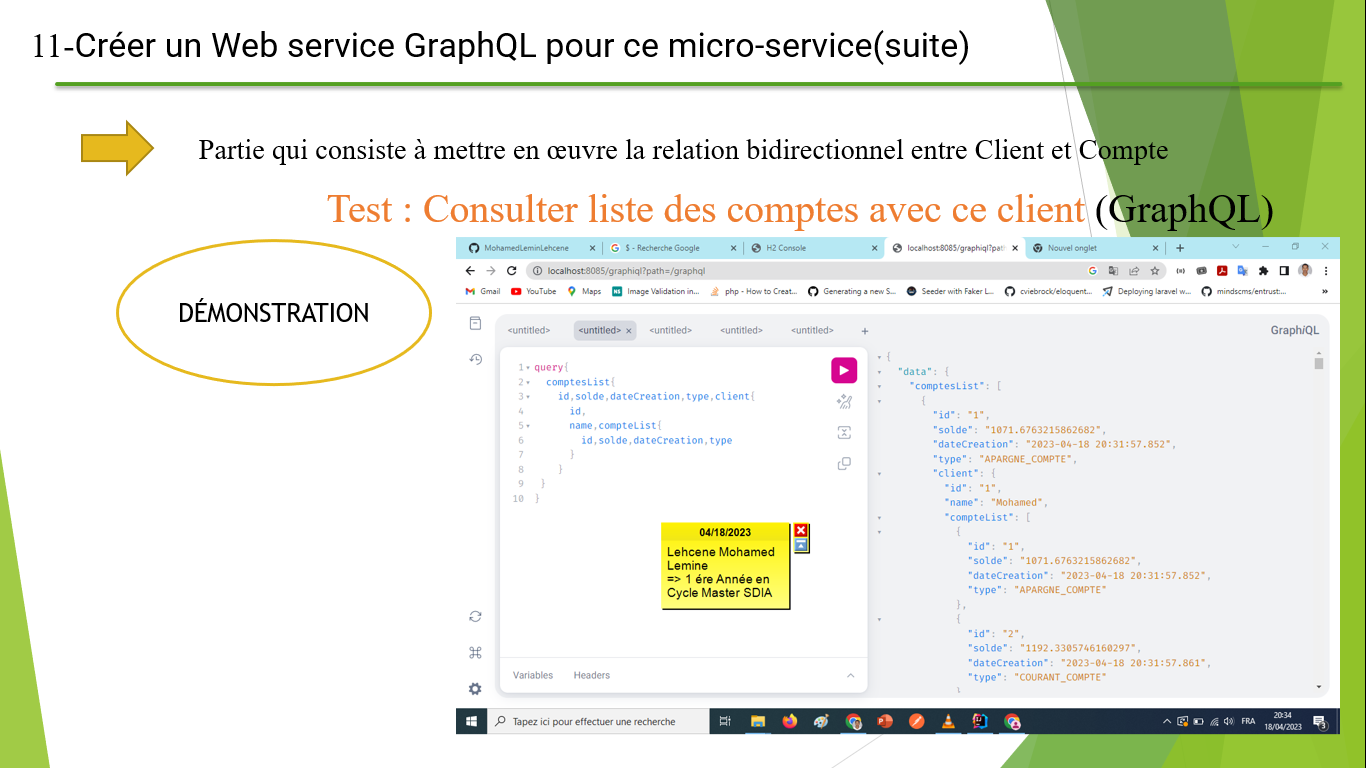 11-Créer un Web service GraphQL pour ce micro-service(suite)
Partie qui consiste à mettre en œuvre la relation bidirectionnel entre Client et Compte
Test : Consulter liste des comptes avec ce client (GraphQL)
DÉMONSTRATION
MohamedLeminLehcene
$ - Recherche Google
H2 Console
localhost:8085/graphiql?path
Nouvel onglet
localhost:8085/graphiql?path=/graphql
Gmail
YouTube
Maps
Image Validation in...
php - How to Creat...
Generating a new S...
Seeder with Faker L...
cviebrock/eloquent...
Deploying laravel w...
mindscms/entrust:...
»
<untitled>
<untitled> ×
<untitled>
<untitled>
<untitled>
+
GraphiQL
1 query{
2 comptesList{
3 id,solde,dateCreation,type,client{
4 id,
5 name,compteList{
6 id,solde,dateCreation,type
7 }
8 }
9 }
10 }
04/18/2023
Lehcene Mohamed
Lemine
=> 1 ére Année en
Cycle Master SDIA
Variables
Headers
{
"data": {
"comptesList": [
{
"id": "1",
"solde": "1071.6763215862682",
"dateCreation": "2023-04-18 20:31:57.852",
"type": "APARGNE_COMPTE",
"client": {
"id": "1",
"name": "Mohamed",
"compteList": [
{
"id": "1",
"solde": "1071.6763215862682",
"dateCreation": "2023-04-18 20:31:57.852",
"type": "APARGNE_COMPTE"
},
{
"id": "2",
"solde": "1192.3305746160297",
"dateCreation": "2023-04-18 20:31:57.861",
"type": "COURANT_COMPTE"
}
Tapez ici pour effectuer une recherche
FRA
20:34
18/04/2023
3